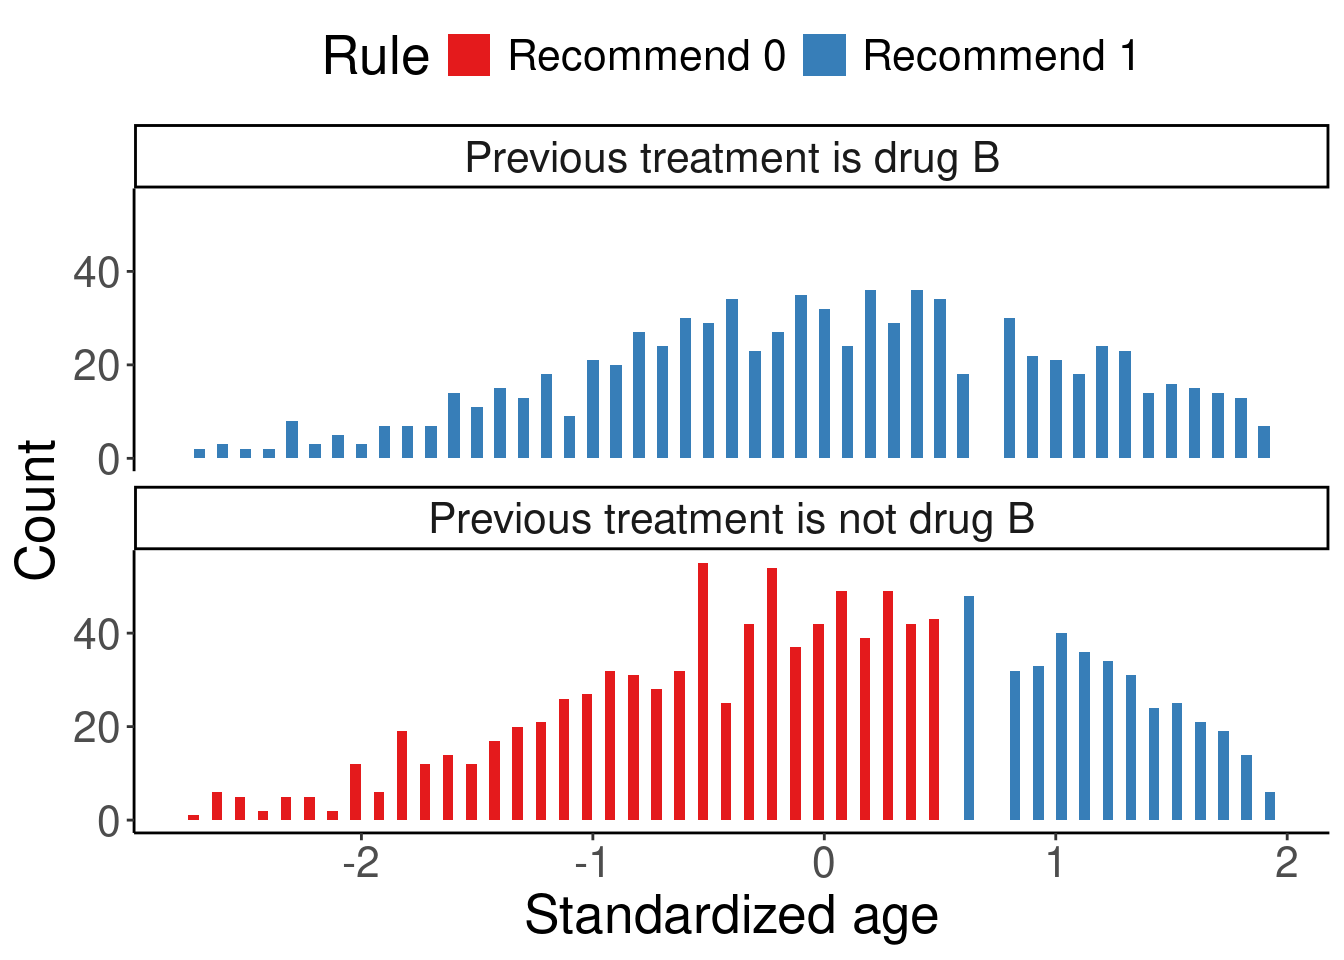 Rule Recommend 0 Recommend 1
Previous treatment is drug B
40
20
0
Count
Previous treatment is not drug B
40
20
0
-2 -1 0 1 2
Standardized age